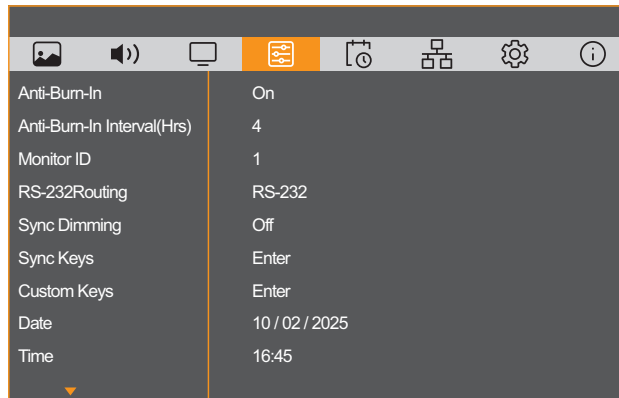 Anti-Burn-In On
Anti-Burn-In Interval(Hrs) 4
Monitor ID 1
RS-232Routing RS-232
Sync Dimming Off
Sync Keys Enter
Custom Keys Enter
Date 10 / 02 / 2025
Time 16:45